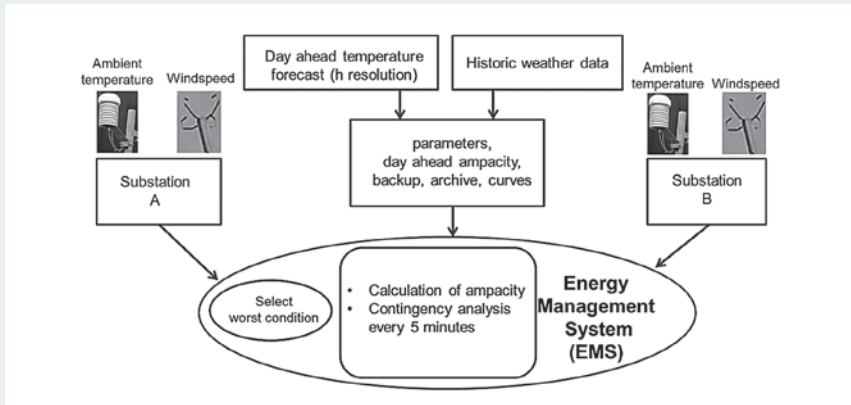 Day ahead temperature
forecast (h resolution)
Historic weather data
Ambient
temperature
Windspeed
Ambient
temperature
Windspeed
parameters,
day ahead ampacity,
backup, archive, curves
Substation
A
Substation
B
Select
worst condition
• Calculation of ampacity
• Contingency analysis
every 5 minutes
Energy
Management
System
(EMS)